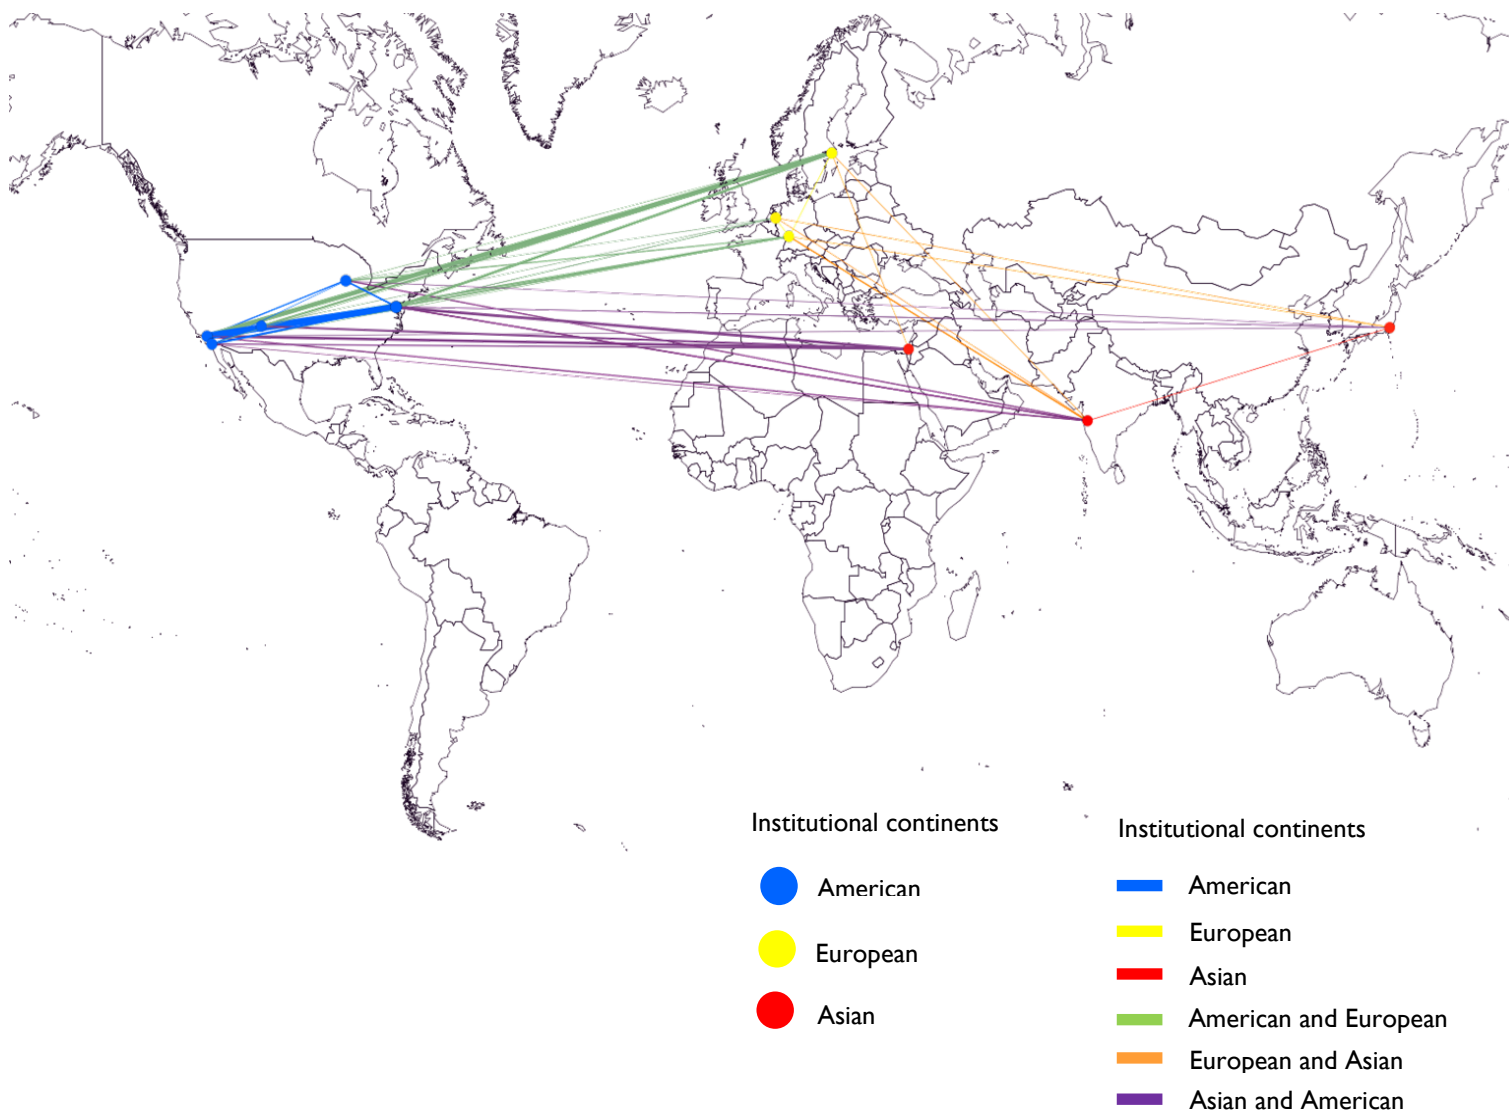 Institutional continents
American
European
Asian
Institutional continents
American
European
Asian
American and European
European and Asian
Asian and American